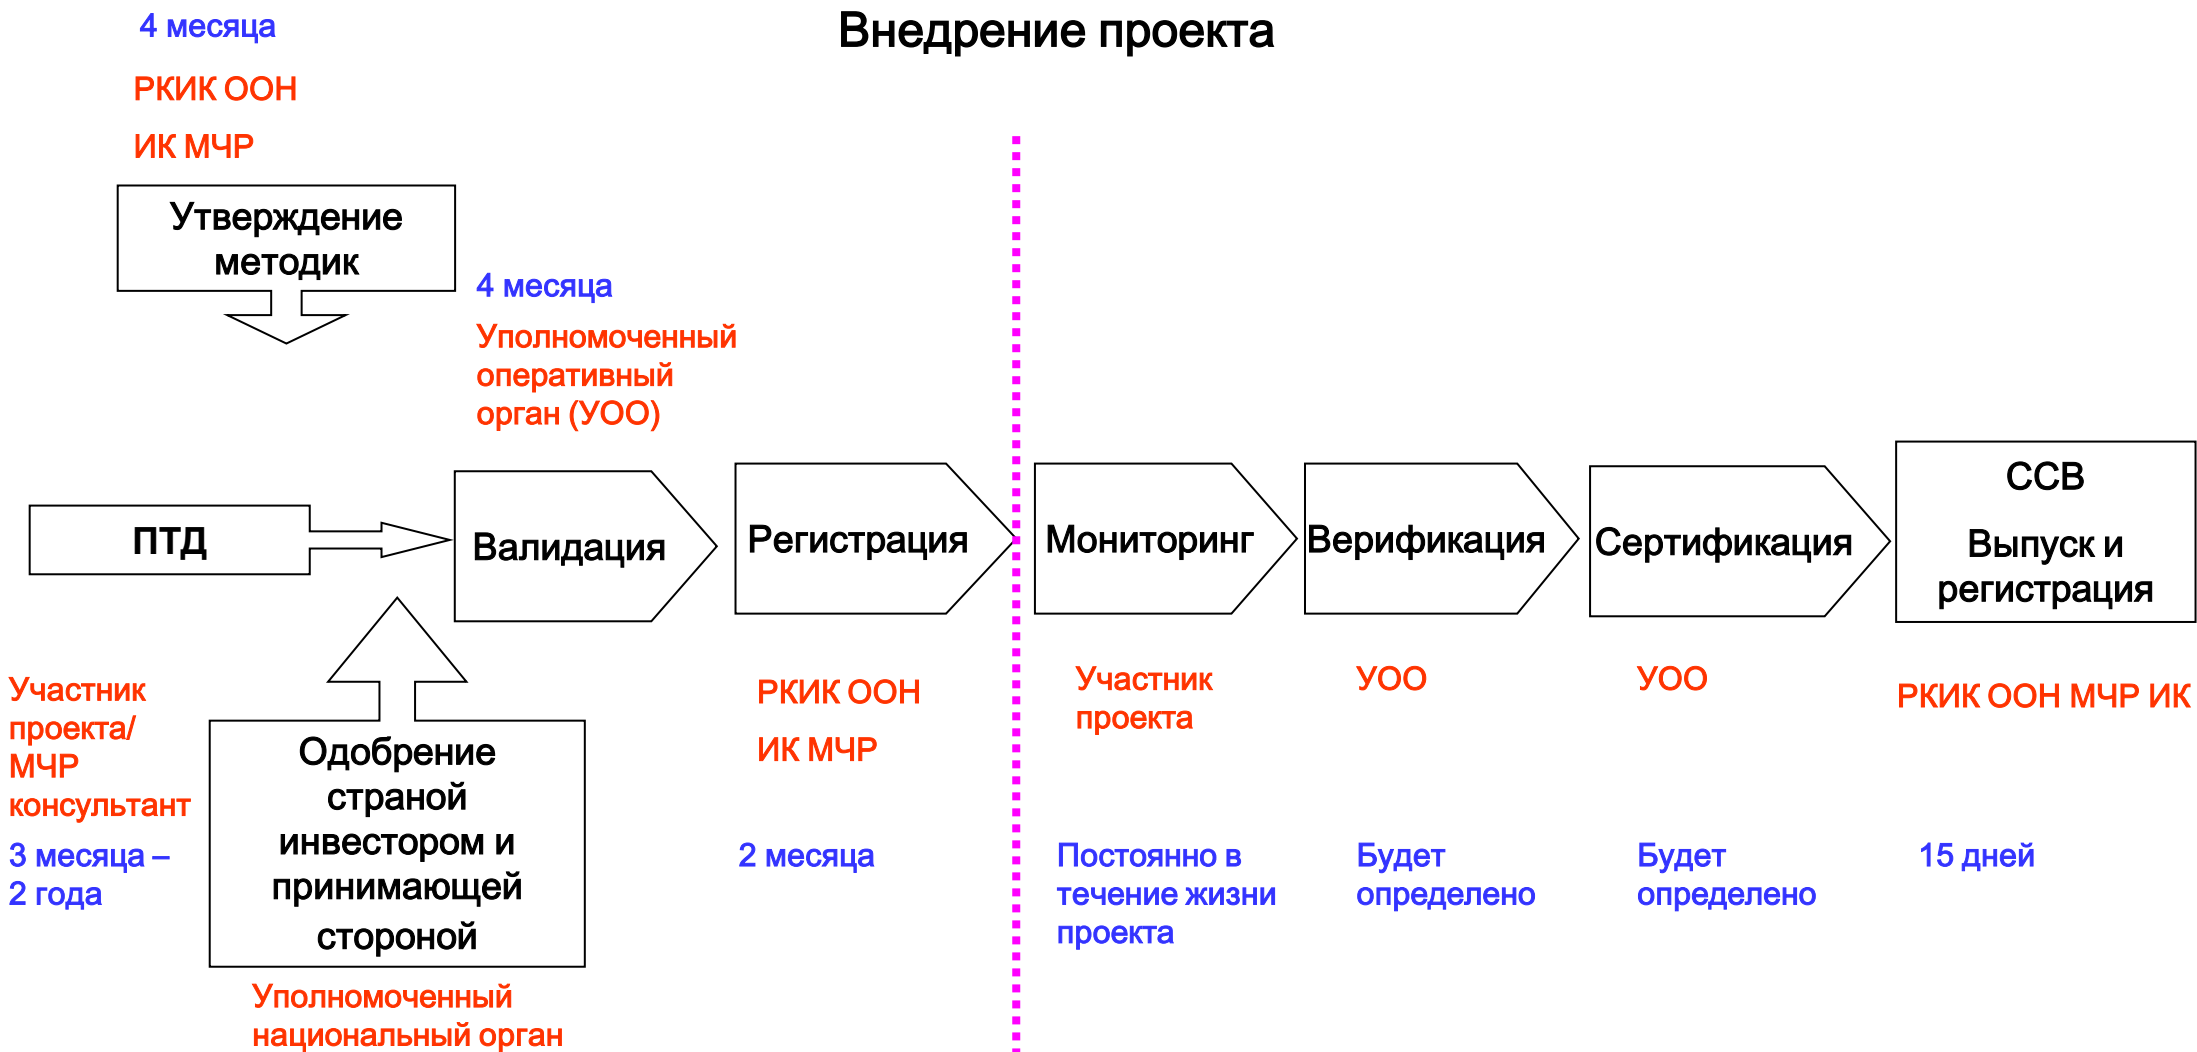 4 месяца
Внедрение проекта
РКИК ООН
ИК МЧР
Утверждение
методик
4 месяца
Уполномоченный
оперативный
орган (УОО)
ПТД
Валидация
Регистрация
Мониторинг
Верификация
Сертификация
ССВ
Выпуск и
регистрация
Участник
проекта/
МЧР
консультант
3 месяца –
2 года
Одобрение
страной
инвестором и
принимающей
стороной
Уполномоченный
национальный орган
РКИК ООН
ИК МЧР
2 месяца
Участник
проекта
Постоянно в
течение жизни
проекта
УОО
Будет
определено
УОО
Будет
определено
РКИК ООН МЧР ИК
15 дней